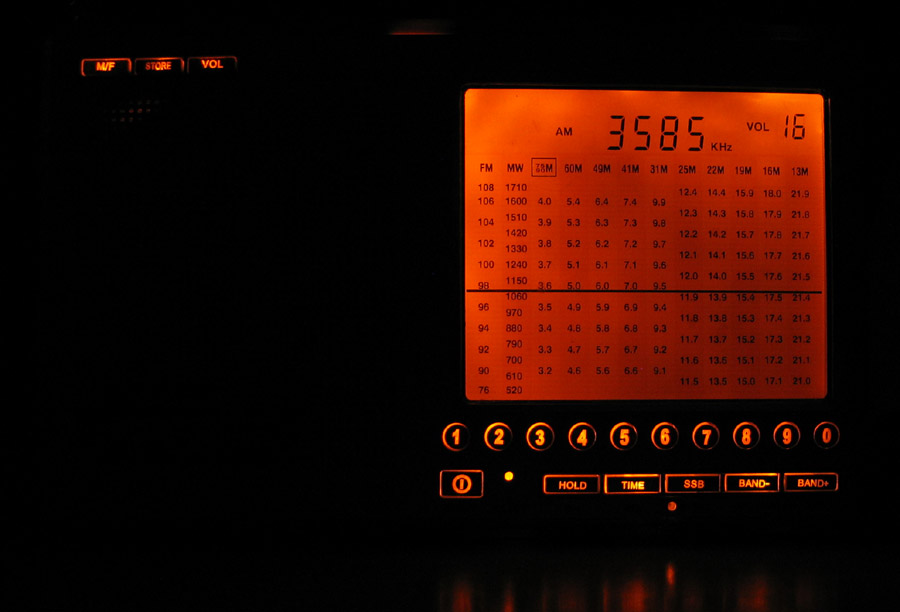 M/F STORE VOL
AM 3585 KHz VOL 16
FM MW 75/80M 60M 49M 41M 31M 25M 22M 19M 16M 13M
108 1710 12.4 14.4 15.9 18.0 21.9
106 1600 4.0 5.4 6.4 7.4 9.9
1510 12.3 14.3 15.8 17.9 21.8
104 3.9 5.3 6.3 7.3 9.8
1420 12.2 14.2 15.7 17.8 21.7
102 3.8 5.2 6.2 7.2 9.7
1330 12.1 14.1 15.6 17.7 21.6
100 1240 3.7 5.1 6.1 7.1 9.6
1150 12.0 14.0 15.5 17.6 21.5
98 3.6 5.0 6.0 7.0 9.5
1060 11.9 13.9 15.4 17.5 21.4
96 3.5 4.9 5.9 6.9 9.4
970 11.8 13.8 15.3 17.4 21.3
94 880 3.4 4.8 5.8 6.8 9.3
790 11.7 13.7 15.2 17.3 21.2
92 3.3 4.7 5.7 6.7 9.2
700 11.6 13.6 15.1 17.2 21.1
90 3.2 4.6 5.6 6.6 9.1
610 11.5 13.5 15.0 17.1 21.0
76 520
1 2 3 4 5 6 7 8 9 0
HOLD TIME SSB BAND- BAND+